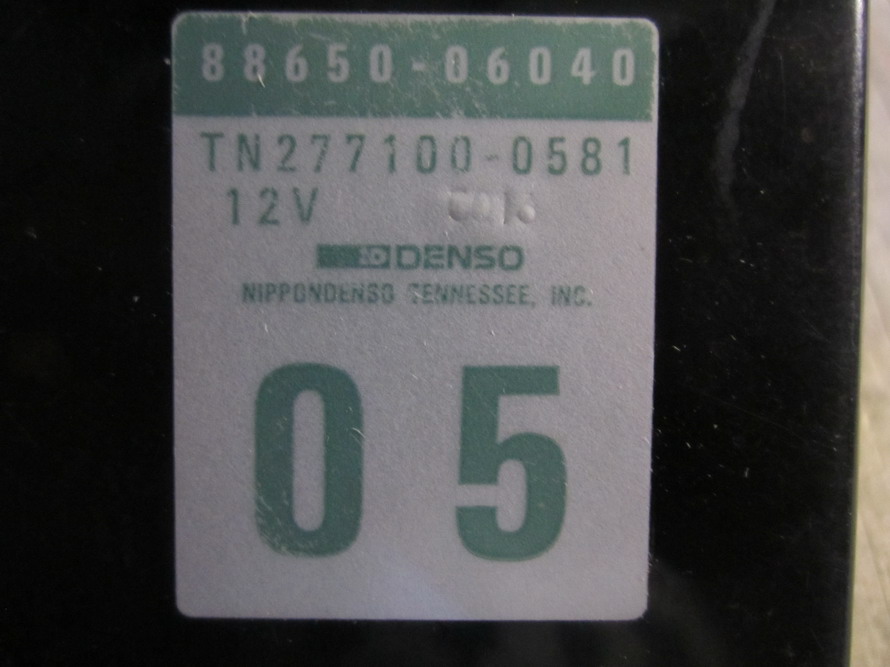 88650-06040
TN277100-0581
12V
DENSO
NIPPONDENSO TENNESSEE, INC.
05